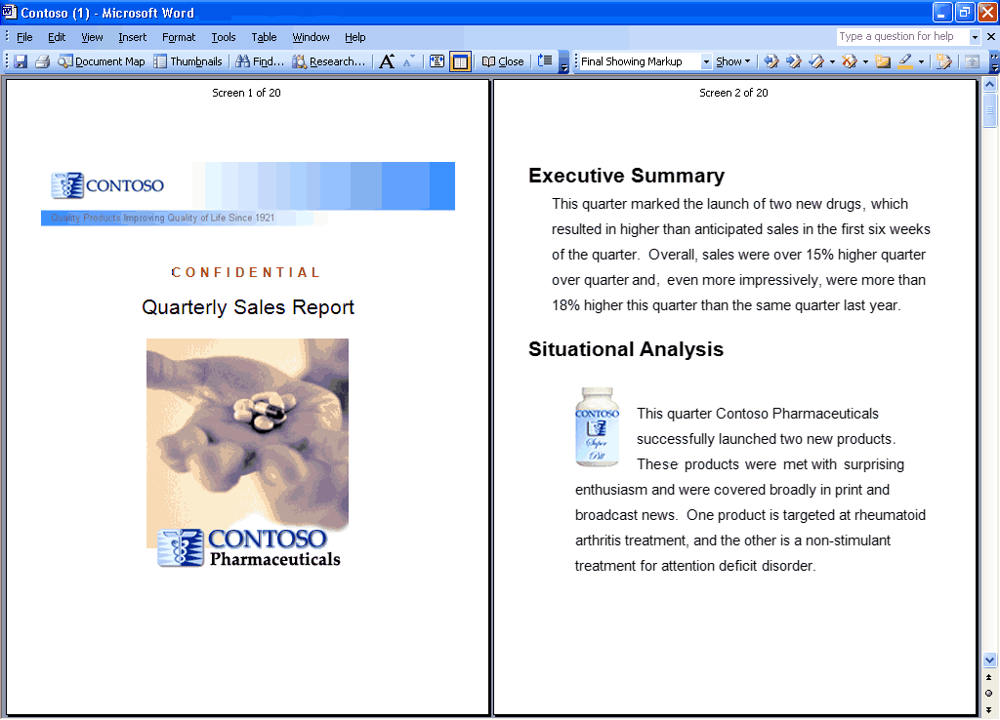 Contoso (1) - Microsoft Word
File Edit View Insert Format Tools Table Window Help
Type a question for help
Document Map Thumbnails Find... Research... Close Final Showing Markup Show
Screen 1 of 20
CONTOSO
Quality Products Improving Quality of Life Since 1921
CONFIDENTIAL
Quarterly Sales Report
CONTOSO
Pharmaceuticals
Screen 2 of 20
Executive Summary
This quarter marked the launch of two new drugs, which
resulted in higher than anticipated sales in the first six weeks
of the quarter. Overall, sales were over 15% higher quarter
over quarter and, even more impressively, were more than
18% higher this quarter than the same quarter last year.
Situational Analysis
CONTOSO
Super
Pill
This quarter Contoso Pharmaceuticals
successfully launched two new products.
These products were met with surprising
enthusiasm and were covered broadly in print and
broadcast news. One product is targeted at rheumatoid
arthritis treatment, and the other is a non-stimulant
treatment for attention deficit disorder.